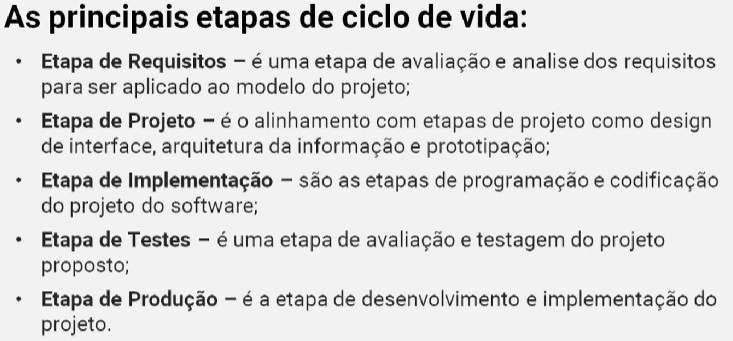 As principais etapas de ciclo de vida:
• Etapa de Requisitos – é uma etapa de avaliação e analise dos requisitos
para ser aplicado ao modelo do projeto;
• Etapa de Projeto – é o alinhamento com etapas de projeto como design
de interface, arquitetura da informação e prototipação;
• Etapa de Implementação – são as etapas de programação e codificação
do projeto do software;
• Etapa de Testes – é uma etapa de avaliação e testagem do projeto
proposto;
• Etapa de Produção – é a etapa de desenvolvimento e implementação do
projeto.